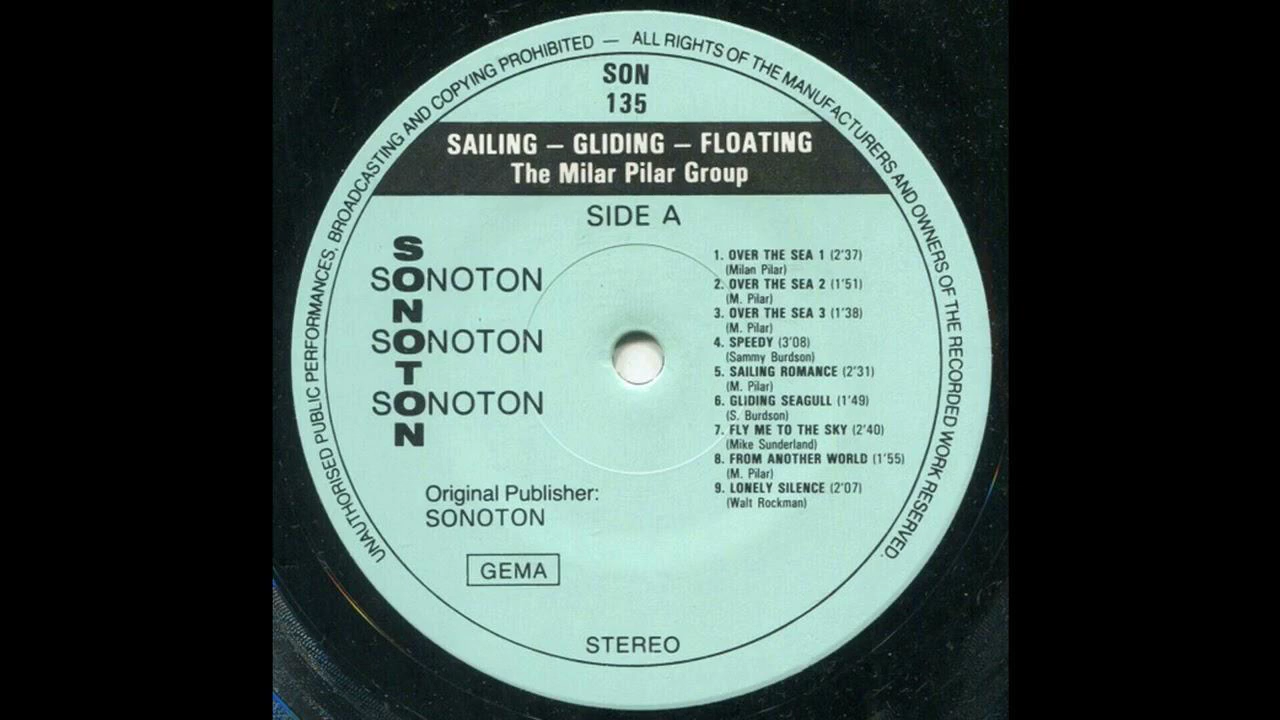 UNAUTHORISED PUBLIC PERFORMANCES, BROADCASTING AND COPYING PROHIBITED — ALL RIGHTS OF THE MANUFACTURERS AND OWNERS OF THE RECORDED WORK RESERVED.
SON
135
SAILING – GLIDING – FLOATING
The Milar Pilar Group
SIDE A
SONOTON
SONOTON
SONOTON
SONOTON
1. OVER THE SEA 1 (2'37)
(Milan Pilar)
2. OVER THE SEA 2 (1'51)
(M. Pilar)
3. OVER THE SEA 3 (1'38)
(M. Pilar)
4. SPEEDY (3'08)
(Sammy Burdson)
5. SAILING ROMANCE (2'31)
(M. Pilar)
6. GLIDING SEAGULL (1'49)
(S. Burdson)
7. FLY ME TO THE SKY (2'40)
(Mike Sunderland)
8. FROM ANOTHER WORLD (1'55)
(M. Pilar)
9. LONELY SILENCE (2'07)
(Walt Rockman)
Original Publisher:
SONOTON
GEMA
STEREO